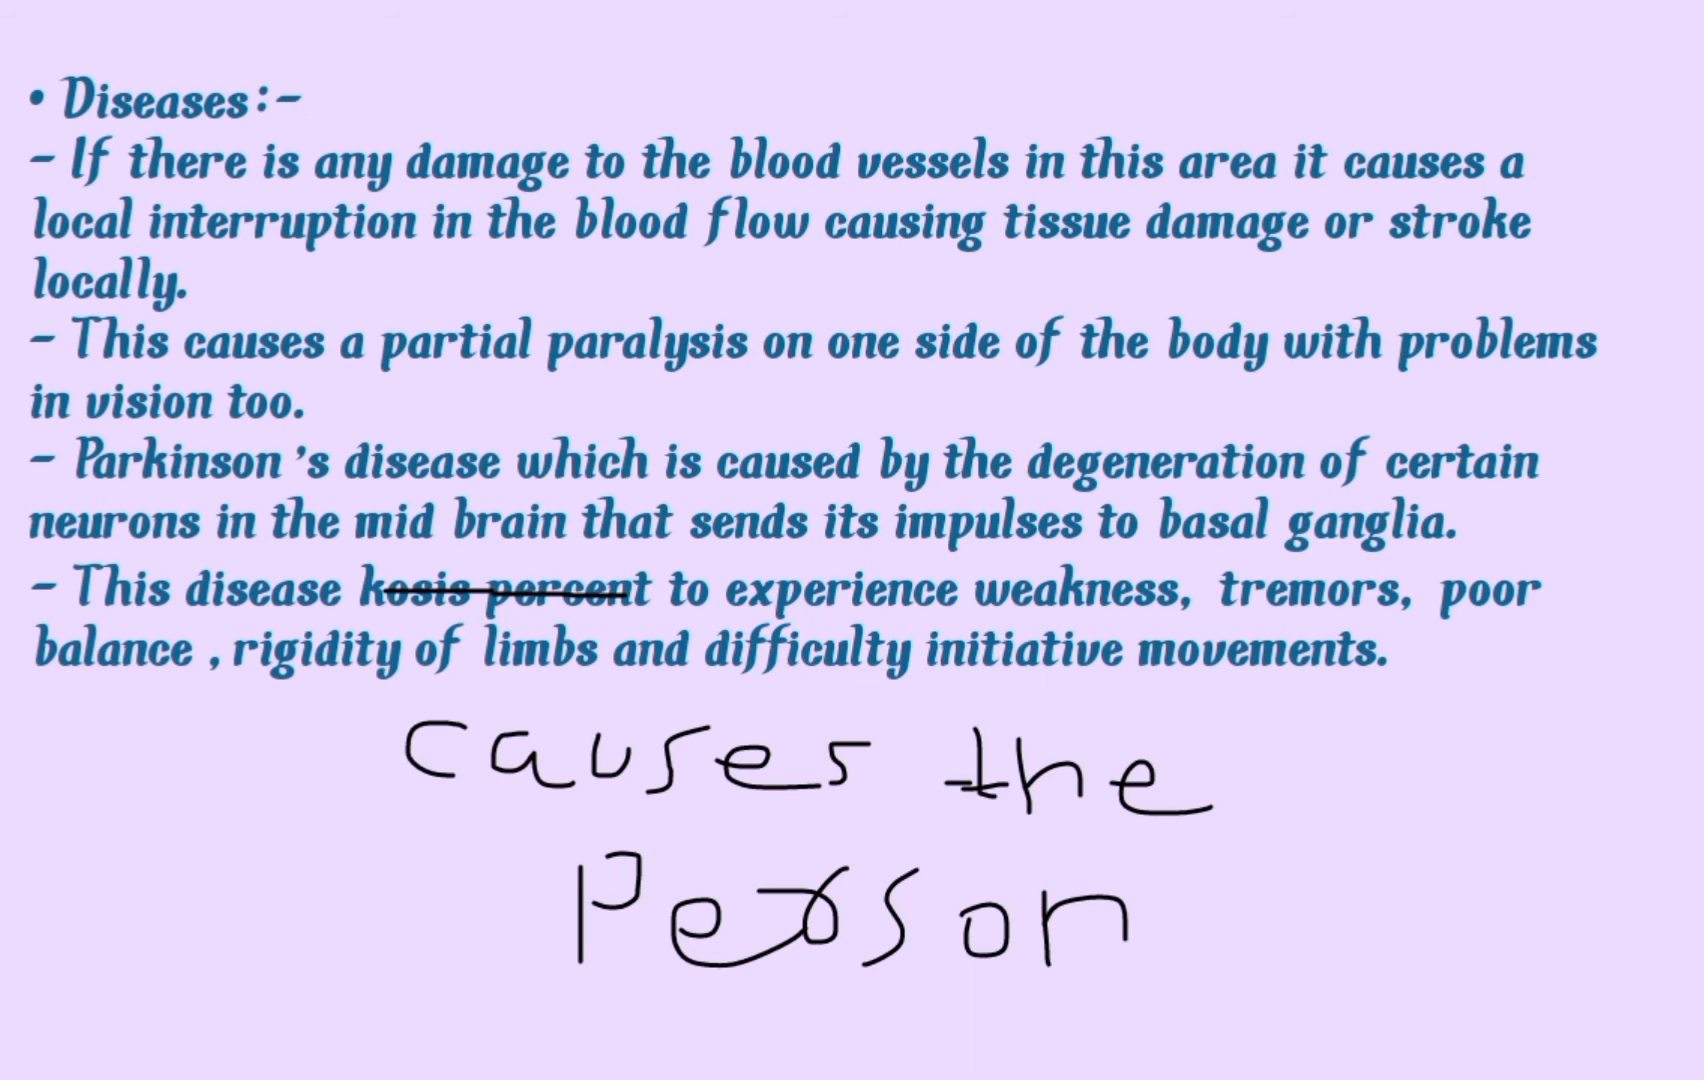 • Diseases:-
- If there is any damage to the blood vessels in this area it causes a
local interruption in the blood flow causing tissue damage or stroke
locally.
- This causes a partial paralysis on one side of the body with problems
in vision too.
- Parkinson's disease which is caused by the degeneration of certain
neurons in the mid brain that sends its impulses to basal ganglia.
- This disease kosis percent to experience weakness, tremors, poor
balance , rigidity of limbs and difficulty initiative movements.
causes the
Person